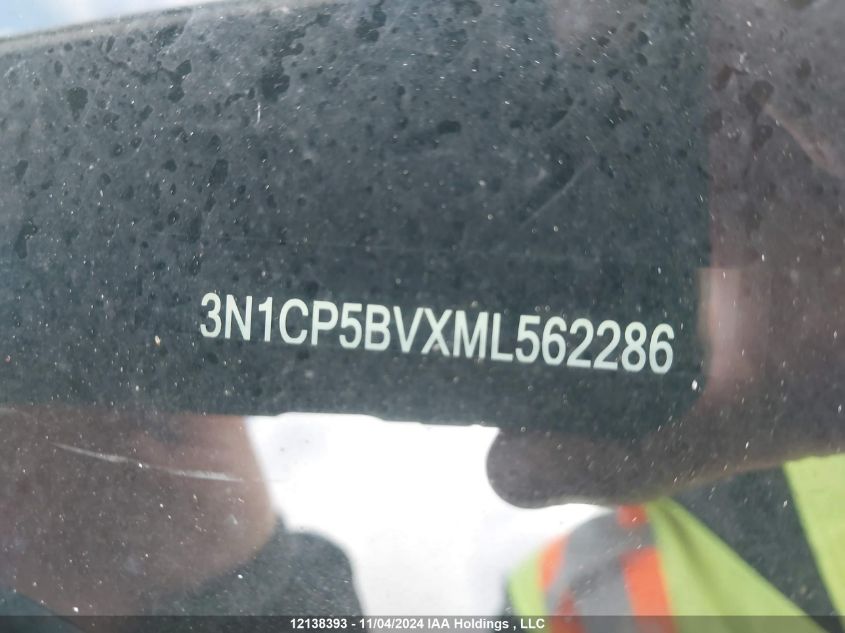 3N1CP5BVXML562286
12138393 - 11/04/2024 IAA Holdings , LLC